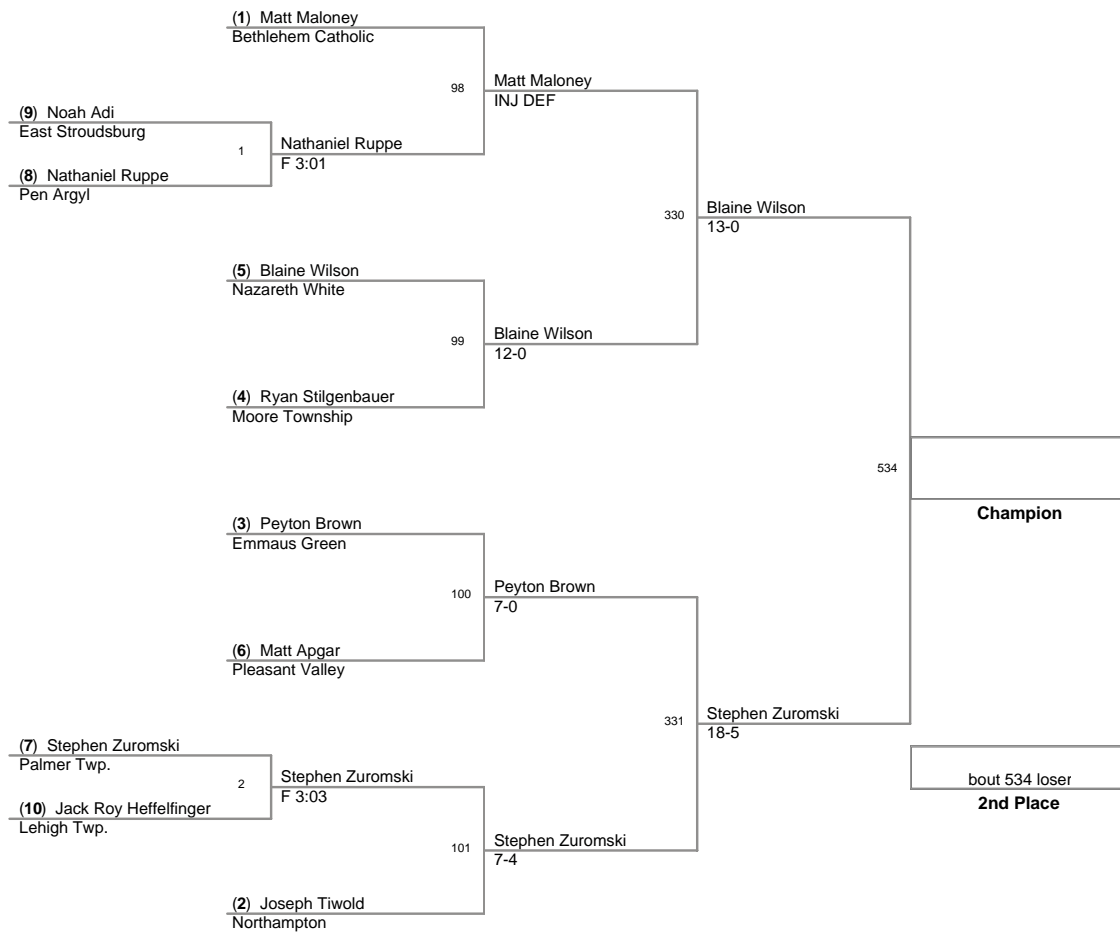 (1) Matt Maloney
Bethlehem Catholic
98
Matt Maloney
INJ DEF
(9) Noah Adi
East Stroudsburg
1
Nathaniel Ruppe
F 3:01
(8) Nathaniel Ruppe
Pen Argyl
330
Blaine Wilson
13-0
(5) Blaine Wilson
Nazareth White
99
Blaine Wilson
12-0
(4) Ryan Stilgenbauer
Moore Township
534
Champion
(3) Peyton Brown
Emmaus Green
100
Peyton Brown
7-0
(6) Matt Apgar
Pleasant Valley
331
Stephen Zuromski
18-5
(7) Stephen Zuromski
Palmer Twp.
2
Stephen Zuromski
F 3:03
(10) Jack Roy Heffelfinger
Lehigh Twp.
bout 534 loser
2nd Place
101
Stephen Zuromski
7-4
(2) Joseph Tiwold
Northampton